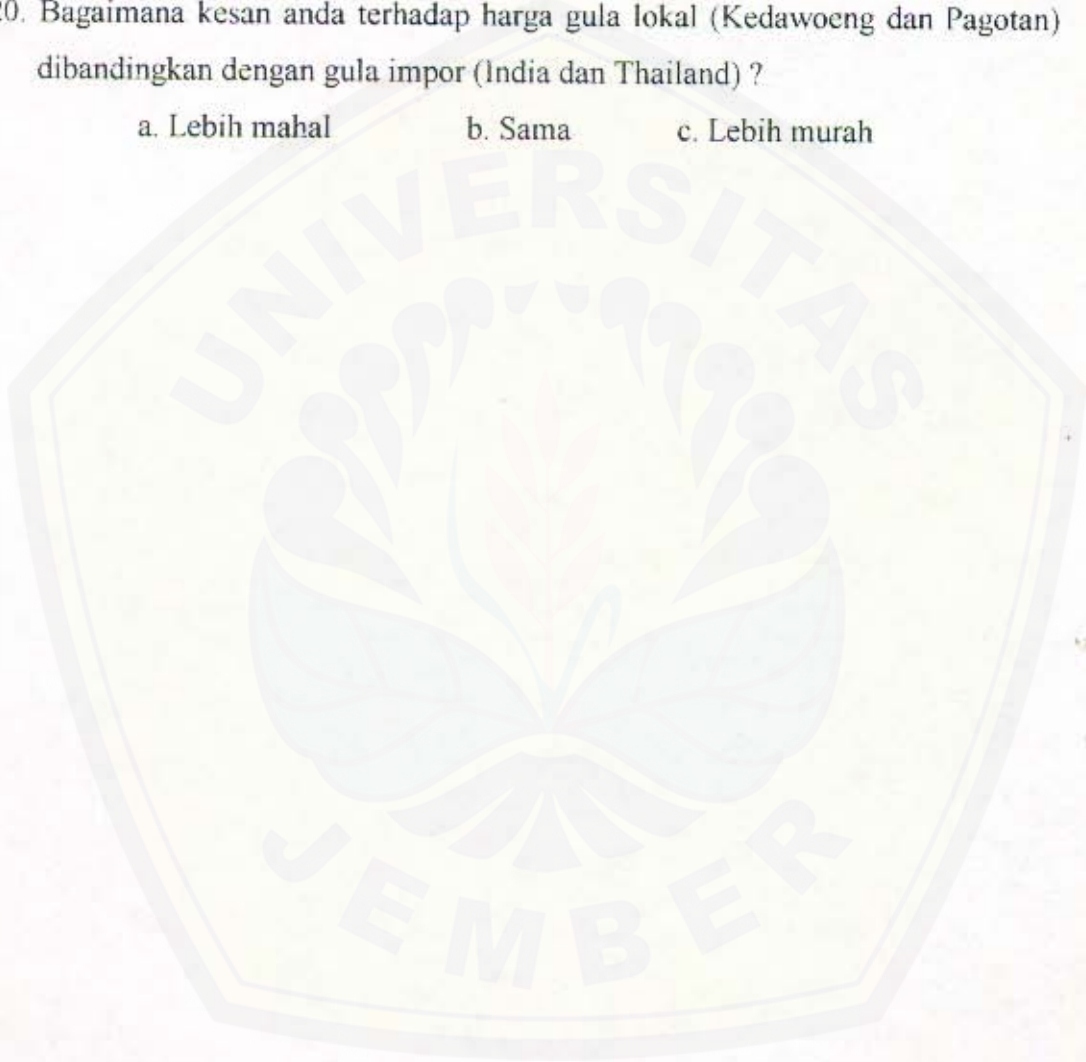 20. Bagaimana kesan anda terhadap harga gula lokal (Kedawoeng dan Pagotan)
dibandingkan dengan gula impor (India dan Thailand) ?
a. Lebih mahal b. Sama c. Lebih murah
UNIVERSITAS
JEMBER